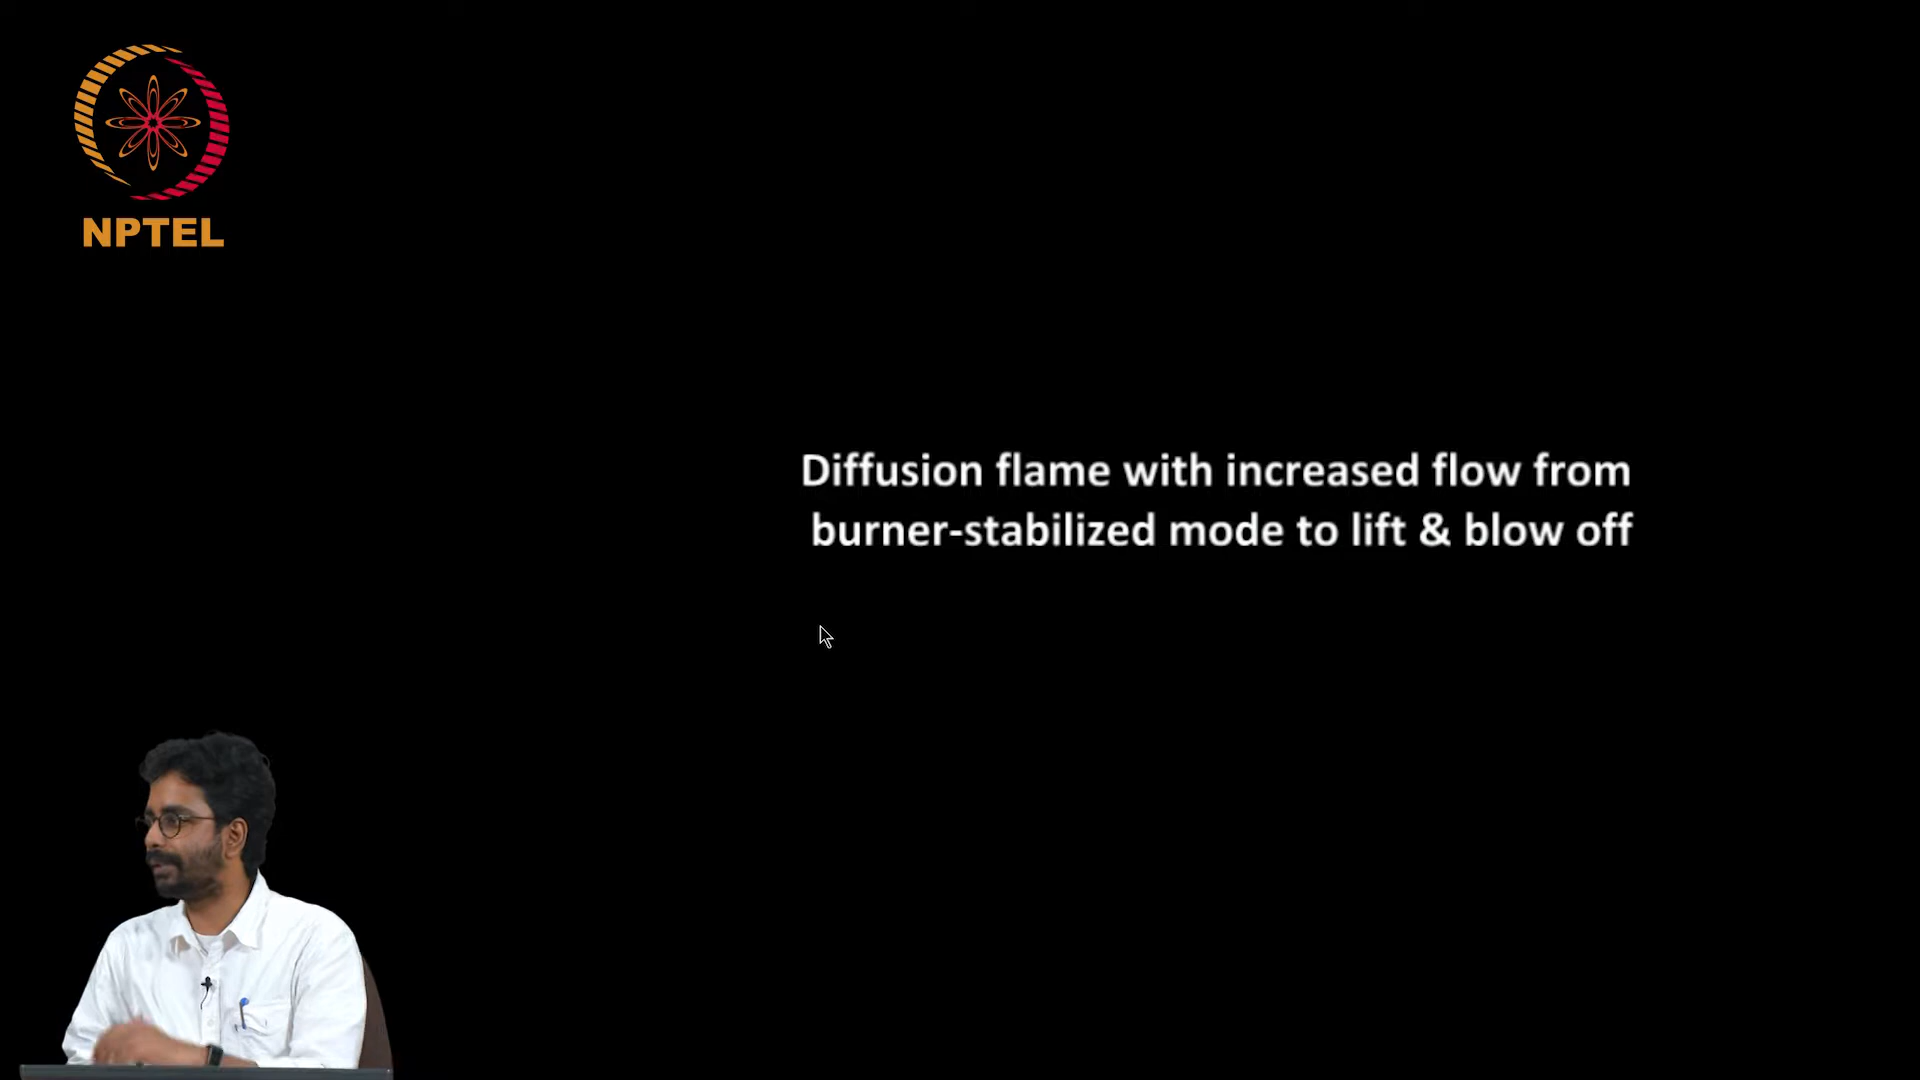 NPTEL
Diffusion flame with increased flow from
burner-stabilized mode to lift & blow off